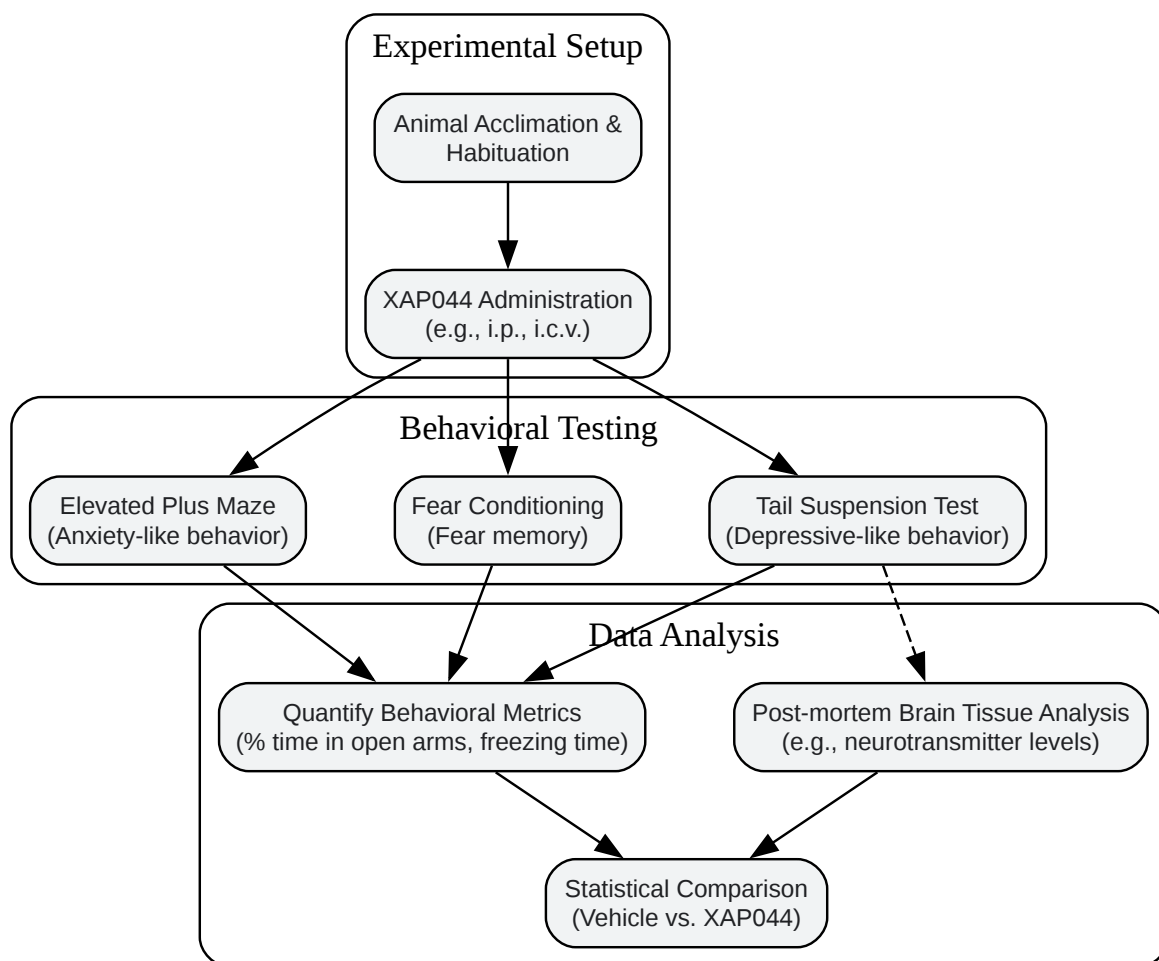 Experimental Setup
Animal Acclimation &
Habituation
XAP044 Administration
(e.g., i.p., i.c.v.)
Behavioral Testing
Elevated Plus Maze
(Anxiety-like behavior)
Fear Conditioning
(Fear memory)
Tail Suspension Test
(Depressive-like behavior)
Data Analysis
Quantify Behavioral Metrics
(% time in open arms, freezing time)
Post-mortem Brain Tissue Analysis
(e.g., neurotransmitter levels)
Statistical Comparison
(Vehicle vs. XAP044)